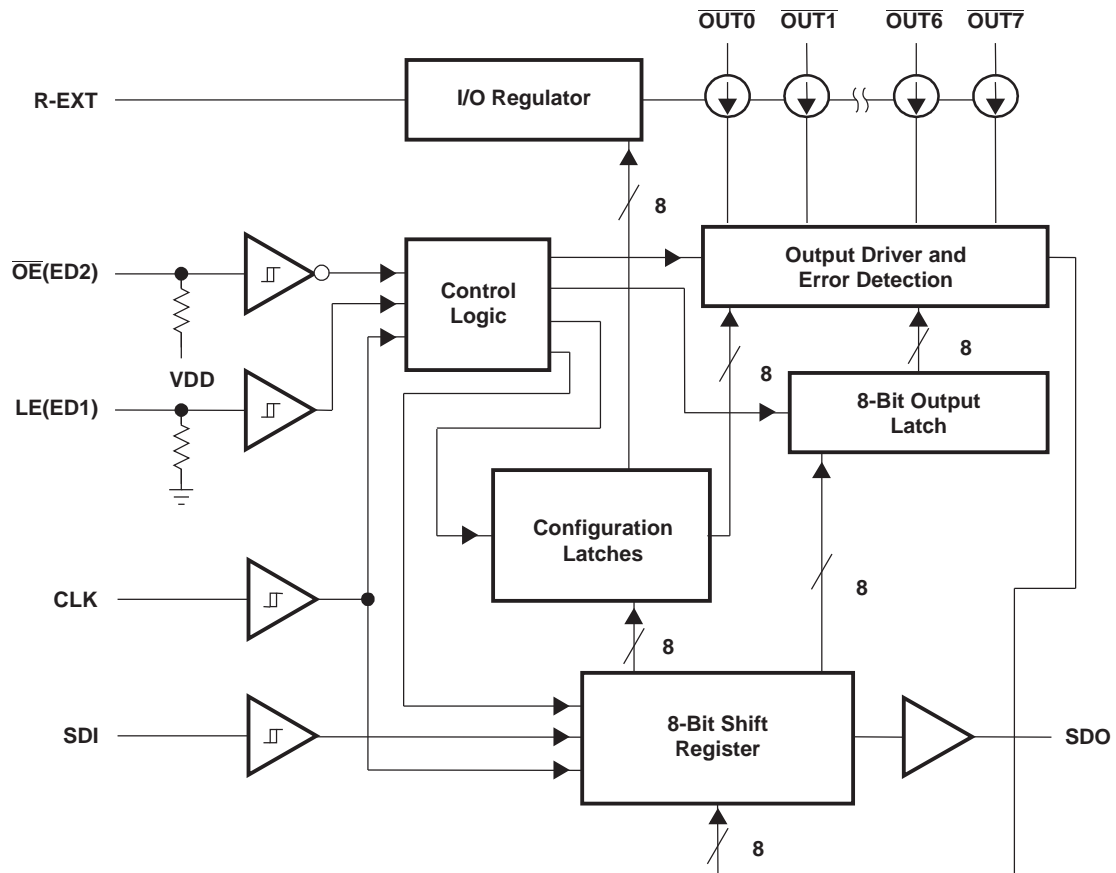 OUT0 OUT1 OUT6 OUT7
R-EXT
I/O Regulator
8
OE(ED2)
Control
Logic
Output Driver and
Error Detection
VDD
8
8
LE(ED1)
8-Bit Output
Latch
Configuration
Latches
CLK
8
8
SDI
8-Bit Shift
Register
SDO
8